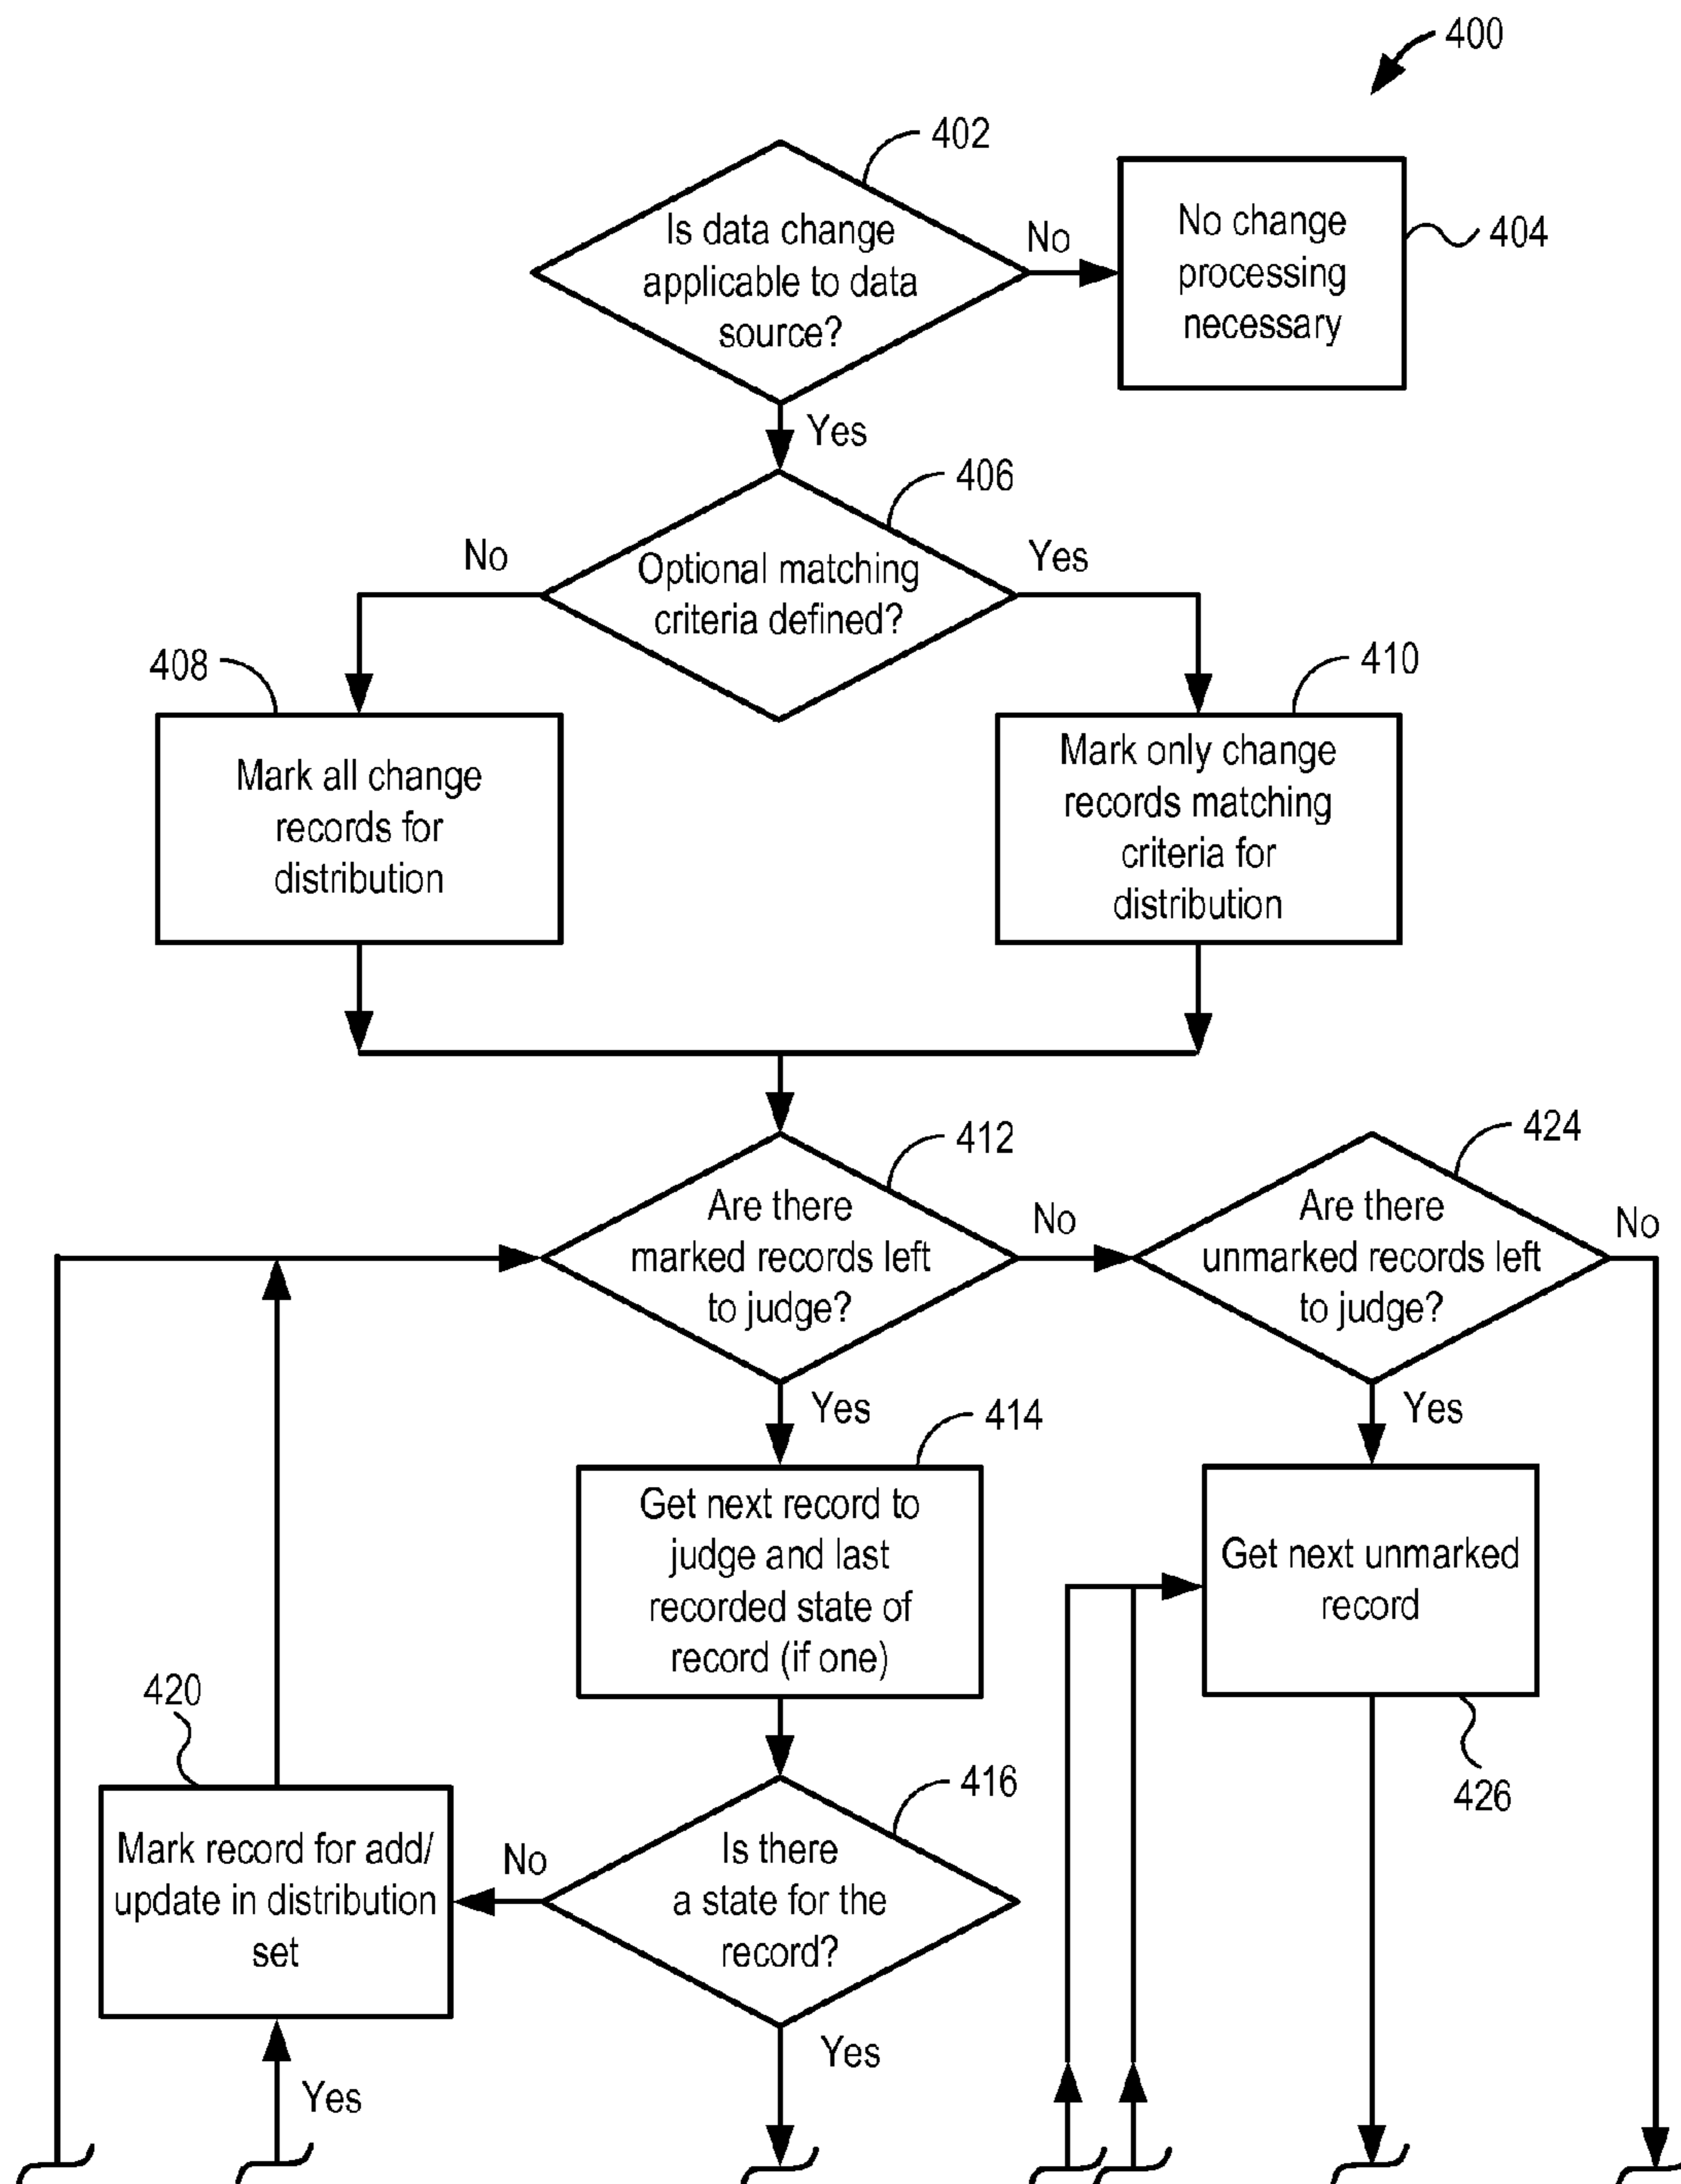 400
402
Is data change
applicable to data
source?
No
No change
processing
necessary
404
Yes
406
Optional matching
criteria defined?
No
Yes
408
Mark all change
records for
distribution
410
Mark only change
records matching
criteria for
distribution
412
Are there
marked records left
to judge?
No
424
Are there
unmarked records left
to judge?
No
Yes
414
Get next record to
judge and last
recorded state of
record (if one)
Yes
Get next unmarked
record
426
420
Mark record for add/
update in distribution
set
No
416
Is there
a state for the
record?
Yes
Yes